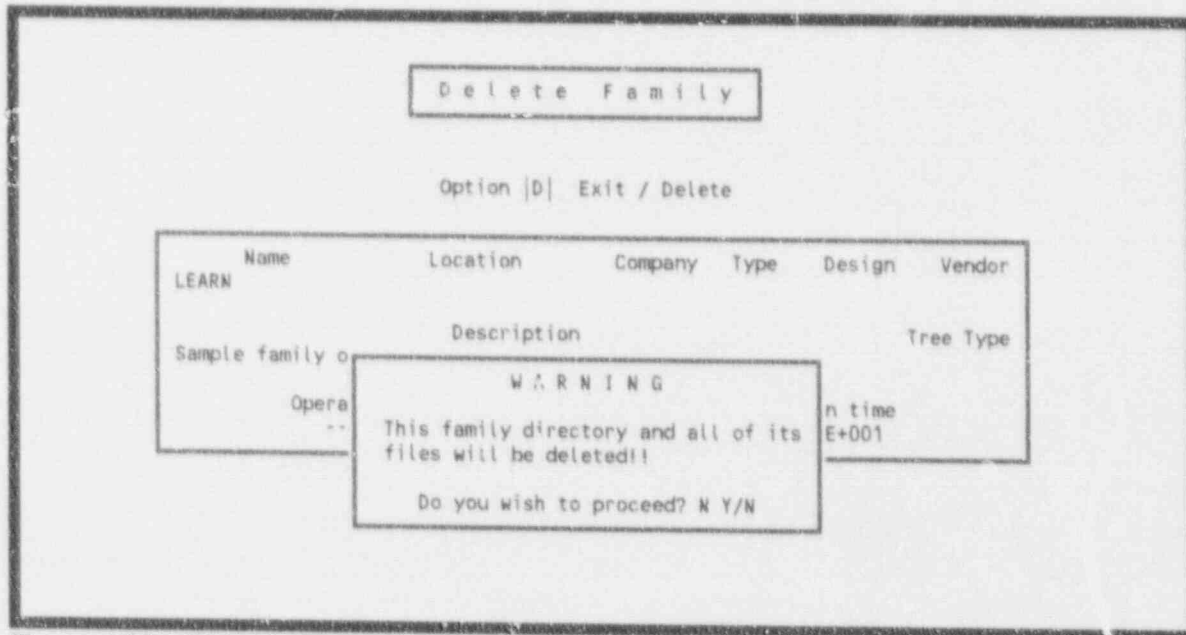 Delete Family
Option |D| Exit / Delete
Name Location Company Type Design Vendor
LEARN
Description Tree Type
Sample family o
W A R N I N G
Opera n time
This family directory and all of its E+001
--
files will be deleted!!
Do you wish to proceed? N Y/N